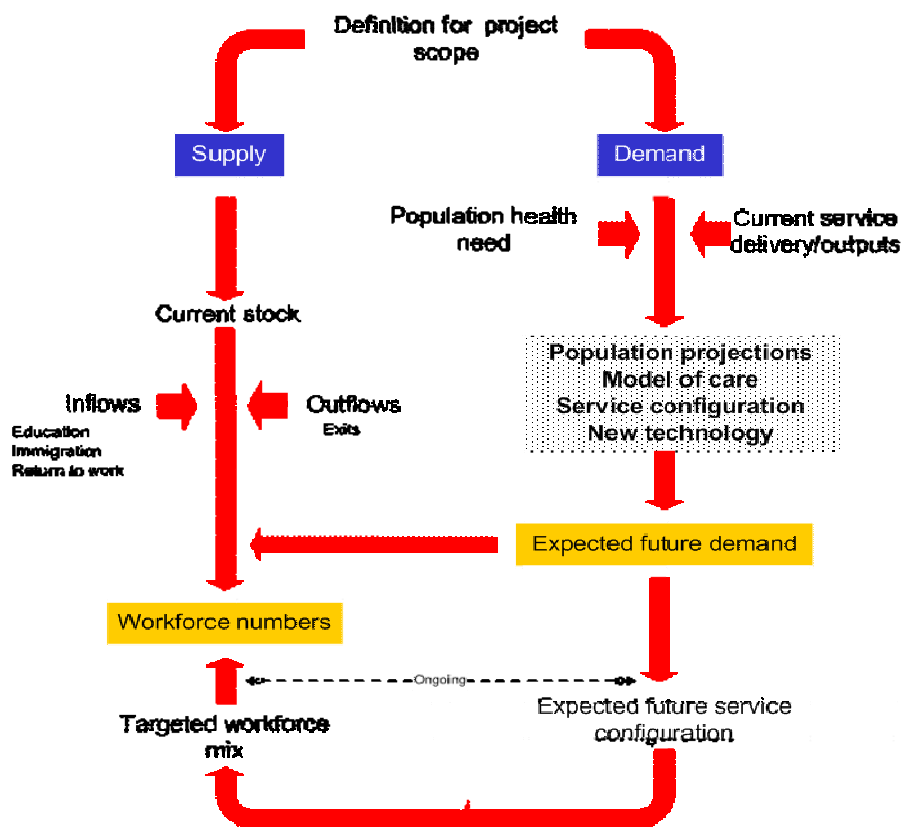 Definition for project
scope
Supply
Demand
Population health
need
Current service
delivery/outputs
Current stock
Population projections
Model of care
Service configuration
New technology
Inflows
Education
Immigration
Return to work
Outflows
Exits
Expected future demand
Workforce numbers
Ongoing
Targeted workforce
mix
Expected future service
configuration